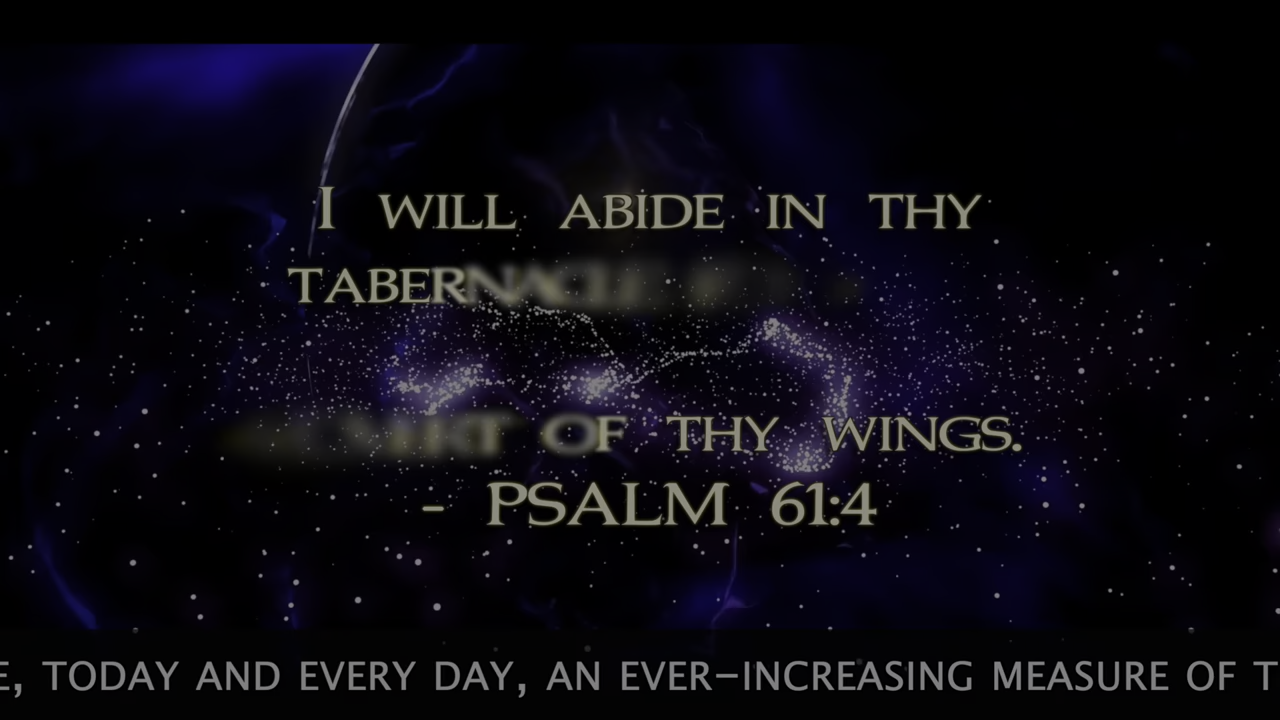 I WILL ABIDE IN THY
TABERNACLE
OF THY WINGS.
- PSALM 61:4
E, TODAY AND EVERY DAY, AN EVER-INCREASING MEASURE OF T